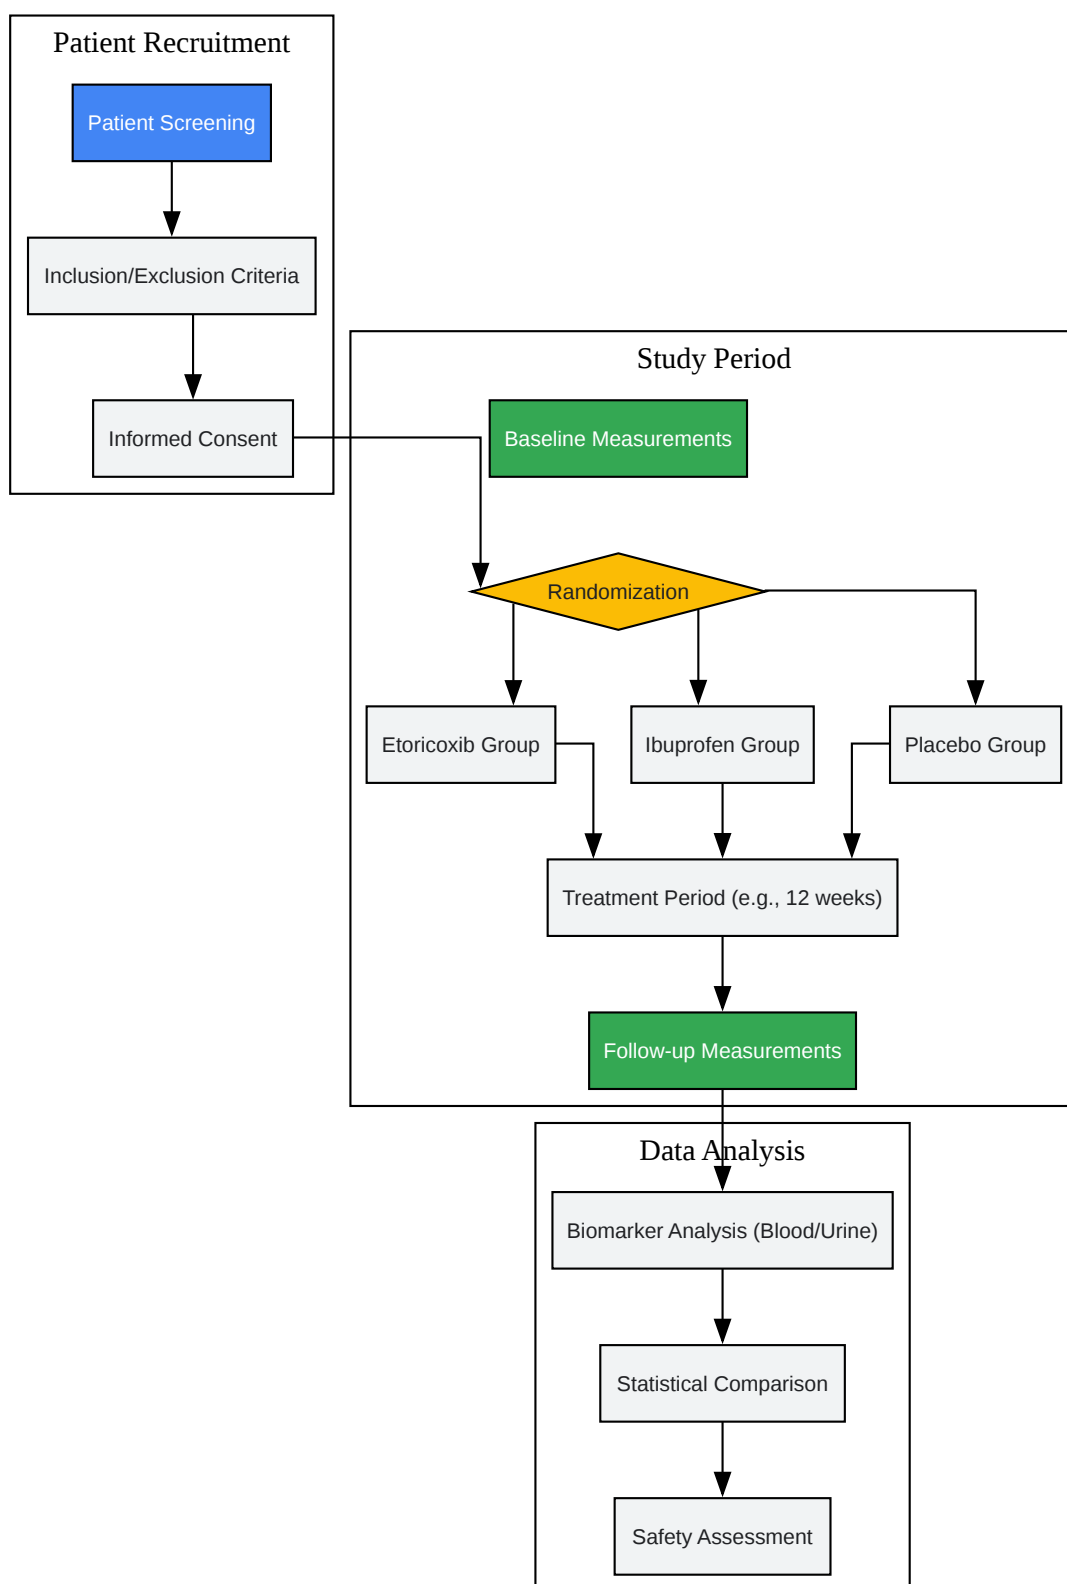 Patient Recruitment
Patient Screening
Inclusion/Exclusion Criteria
Informed Consent
Study Period
Baseline Measurements
Randomization
Etoricoxib Group
Ibuprofen Group
Placebo Group
Treatment Period (e.g., 12 weeks)
Follow-up Measurements
Data Analysis
Biomarker Analysis (Blood/Urine)
Statistical Comparison
Safety Assessment